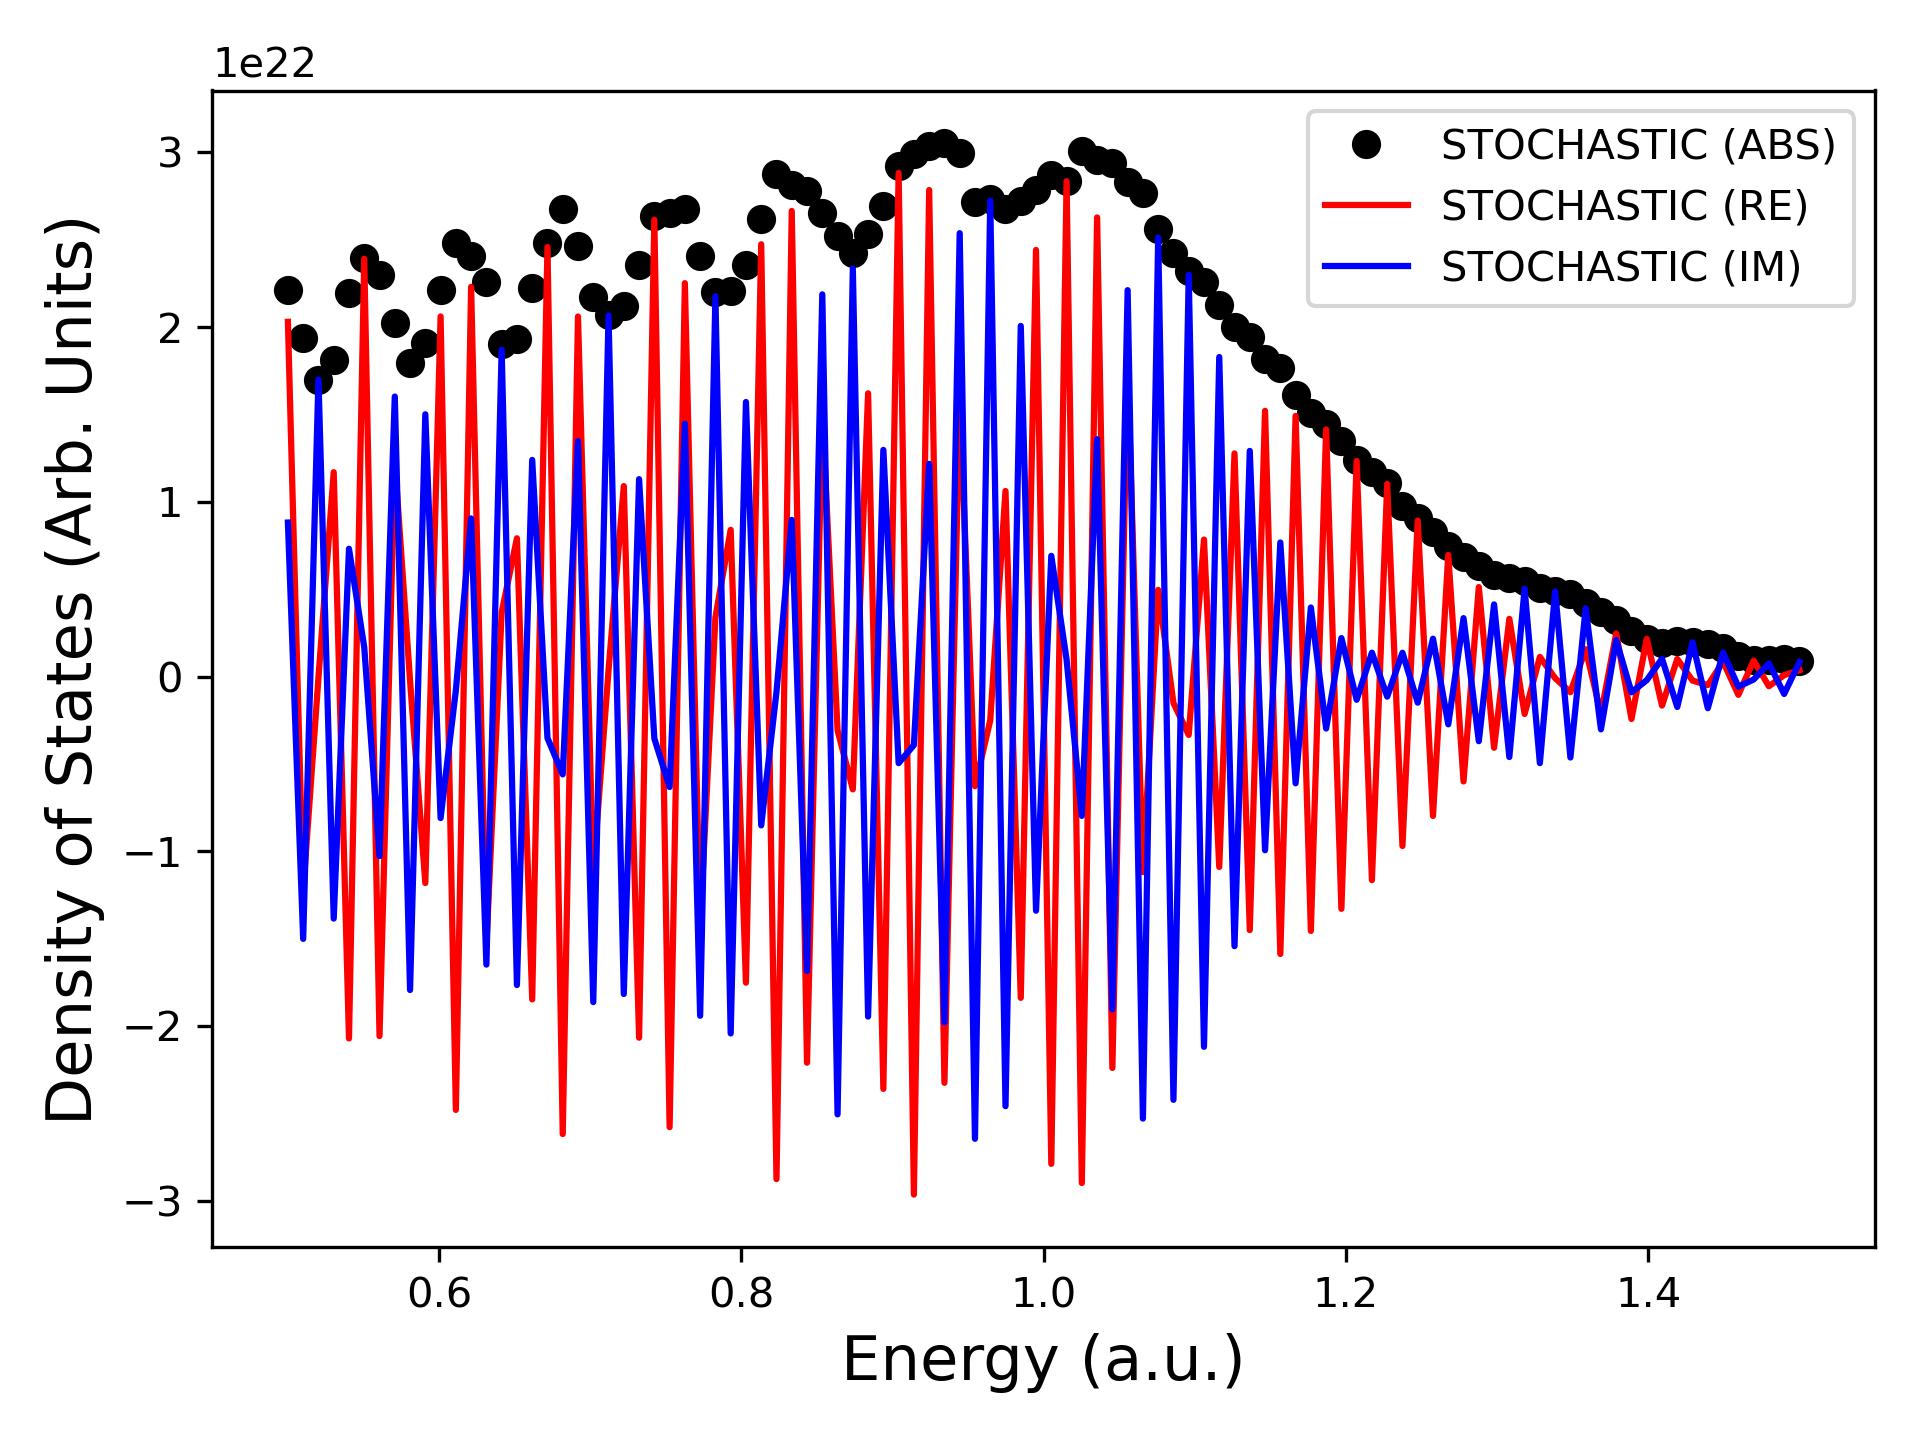 1e22
3
2
1
0
−1
−2
−3
Density of States (Arb. Units)
STOCHASTIC (ABS)
STOCHASTIC (RE)
STOCHASTIC (IM)
0.6 0.8 1.0 1.2 1.4
Energy (a.u.)